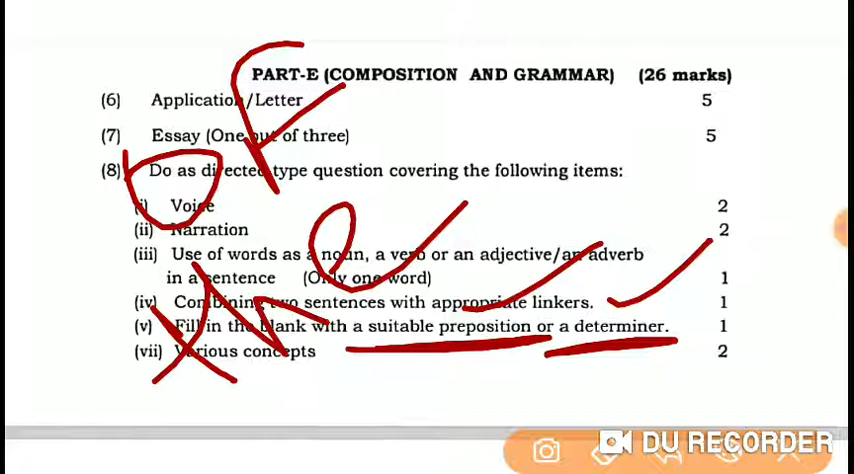 PART-E (COMPOSITION AND GRAMMAR) (26 marks)
(6) Application/Letter 5
(7) Essay (One out of three) 5
(8) Do as directed type question covering the following items:
(i) Voice 2
(ii) Narration 2
(iii) Use of words as a noun, a verb or an adjective/an adverb
in a sentence (Only one word) 1
(iv) Combining two sentences with appropriate linkers. 1
(v) Fill in the blank with a suitable preposition or a determiner. 1
(vii) Various concepts 2
OF
the
DU RECORDER